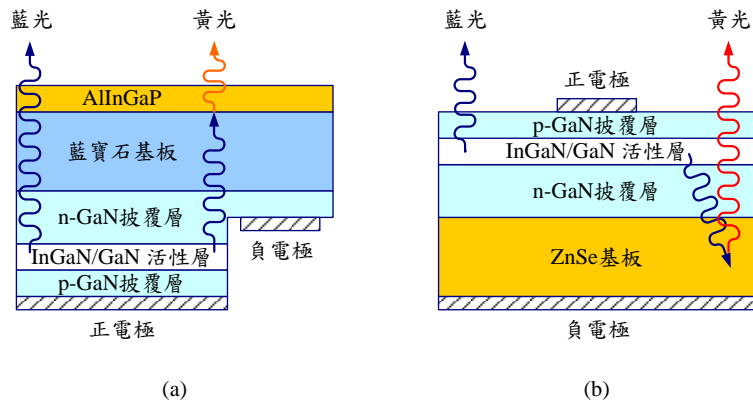 藍光
黃光
AlInGaP
藍寶石基板
n-GaN披覆層
InGaN/GaN 活性層
p-GaN披覆層
正電極
負電極
(a)
藍光
黃光
正電極
p-GaN披覆層
InGaN/GaN 活性層
n-GaN披覆層
ZnSe基板
負電極
(b)